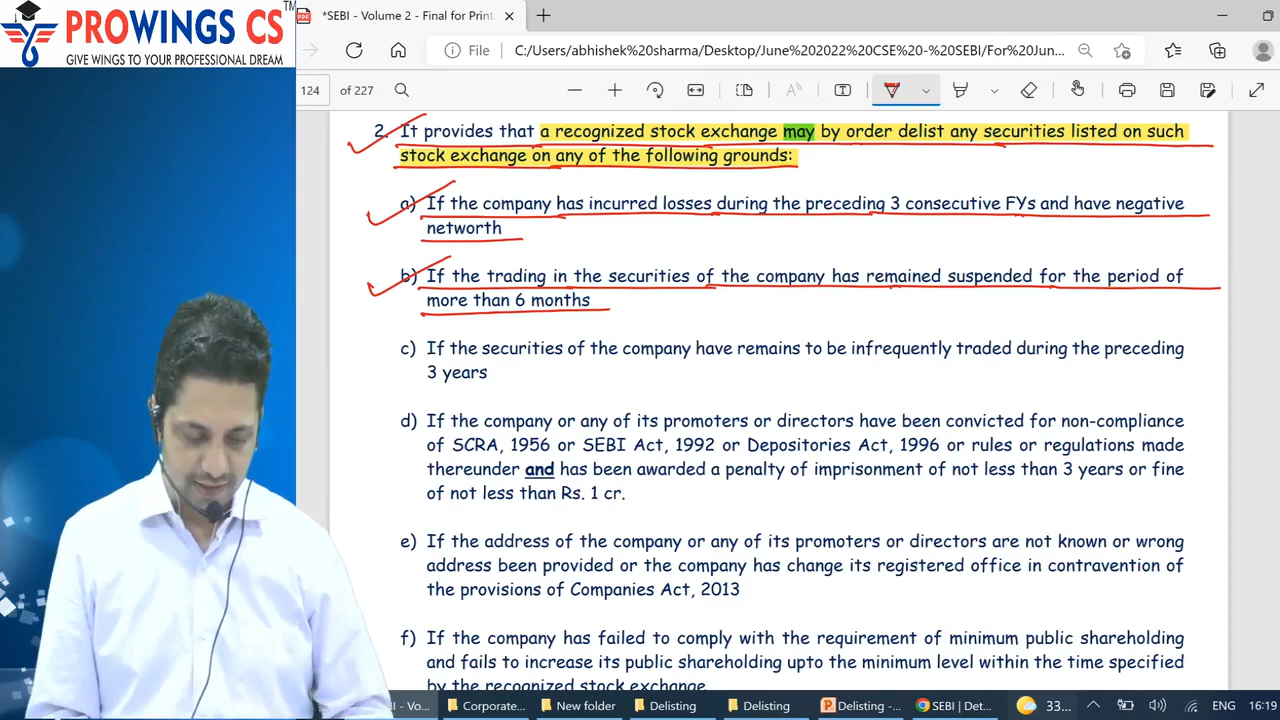 TM
PROWINGS CS
GIVE WINGS TO YOUR PROFESSIONAL DREAM
*SEBI - Volume 2 - Final for Print
File
C:/Users/abhishek%20sharma/Desktop/June%202022%20CSE%20-%20SEBI/For%20Jun...
124 of 227
2. It provides that a recognized stock exchange may by order delist any securities listed on such
stock exchange on any of the following grounds:
a) If the company has incurred losses during the preceding 3 consecutive FYs and have negative
networth
b) If the trading in the securities of the company has remained suspended for the period of
more than 6 months
c) If the securities of the company have remains to be infrequently traded during the preceding
3 years
d) If the company or any of its promoters or directors have been convicted for non-compliance
of SCRA, 1956 or SEBI Act, 1992 or Depositories Act, 1996 or rules or regulations made
thereunder and has been awarded a penalty of imprisonment of not less than 3 years or fine
of not less than Rs. 1 cr.
e) If the address of the company or any of its promoters or directors are not known or wrong
address been provided or the company has change its registered office in contravention of
the provisions of Companies Act, 2013
f) If the company has failed to comply with the requirement of minimum public shareholding
and fails to increase its public shareholding upto the minimum level within the time specified
by the recognized stock exchange
BI - Vo...
Corporate...
New folder
Delisting
Delisting
Delisting -...
SEBI | Det...
33...
ENG
16:19